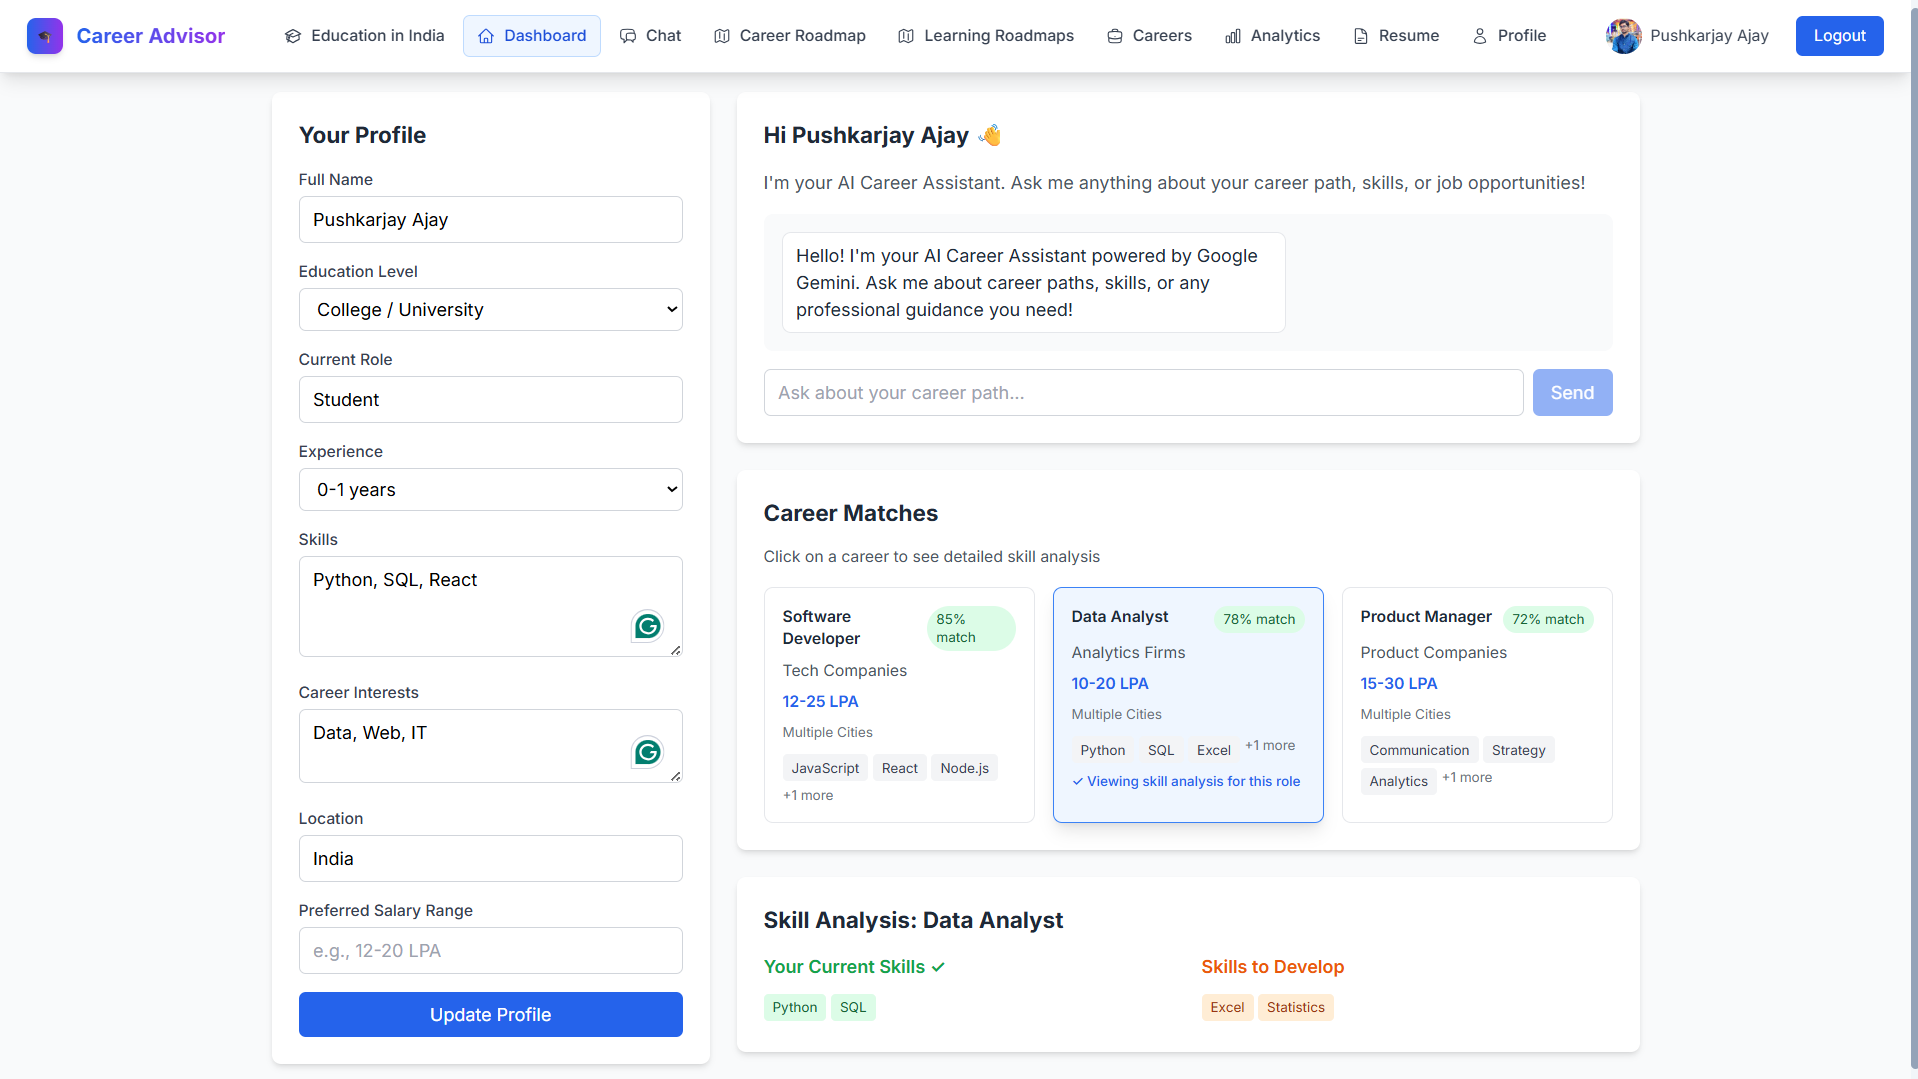 Career Advisor
Education in India
Dashboard
Chat
Career Roadmap
Learning Roadmaps
Careers
Analytics
Resume
Profile
Pushkarjay Ajay
Logout
Your Profile
Full Name
Pushkarjay Ajay
Education Level
College / University
Current Role
Student
Experience
0-1 years
Skills
Python, SQL, React
Career Interests
Data, Web, IT
Location
India
Preferred Salary Range
e.g., 12-20 LPA
Update Profile
Hi Pushkarjay Ajay 👋
I'm your AI Career Assistant. Ask me anything about your career path, skills, or job opportunities!
Hello! I'm your AI Career Assistant powered by Google
Gemini. Ask me about career paths, skills, or any
professional guidance you need!
Ask about your career path...
Send
Career Matches
Click on a career to see detailed skill analysis
Software
Developer
85%
match
Tech Companies
12-25 LPA
Multiple Cities
JavaScript
React
Node.js
+1 more
Data Analyst
78% match
Analytics Firms
10-20 LPA
Multiple Cities
Python
SQL
Excel
+1 more
✓ Viewing skill analysis for this role
Product Manager
72% match
Product Companies
15-30 LPA
Multiple Cities
Communication
Strategy
Analytics
+1 more
Skill Analysis: Data Analyst
Your Current Skills ✓
Python
SQL
Skills to Develop
Excel
Statistics